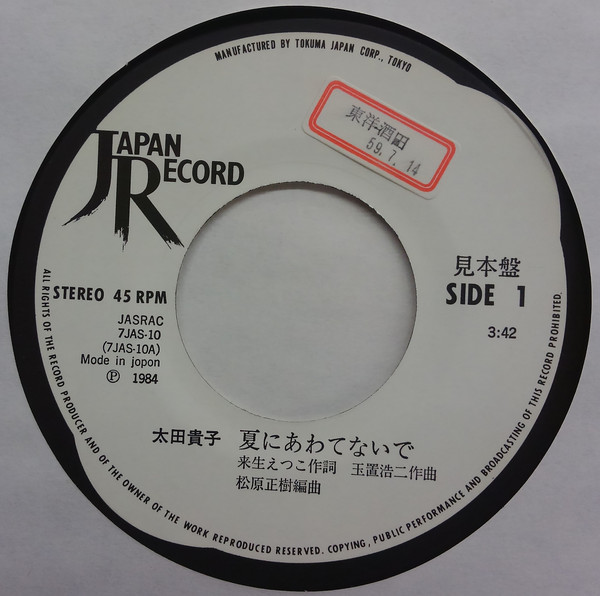 MANUFACTURED BY TOKUMA JAPAN CORP., TOKYO
東洋酒田
59.7.14
JAPAN
RECORD
見本盤
STEREO 45 RPM
SIDE 1
JASRAC
7JAS-10
(7JAS-10A)
Made in japon
Ⓟ 1984
3:42
太田貴子 夏にあわてないで
来生えつこ作詞 玉置浩二作曲
松原正樹編曲
ALL RIGHTS OF THE RECORD PRODUCER AND OF THE OWNER OF THE WORK REPRODUCED RESERVED. COPYING, PUBLIC PERFORMANCE AND BROADCASTING OF THIS RECORD PROHIBITED.